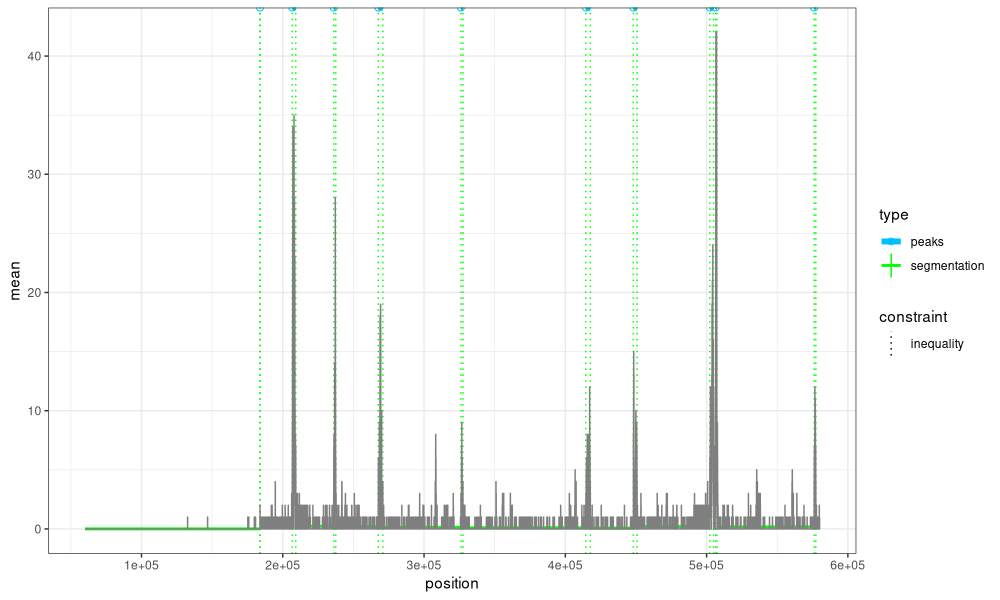 40
30
20
10
0
mean
1e+05
2e+05
3e+05
4e+05
5e+05
6e+05
position
type
peaks
segmentation
constraint
inequality